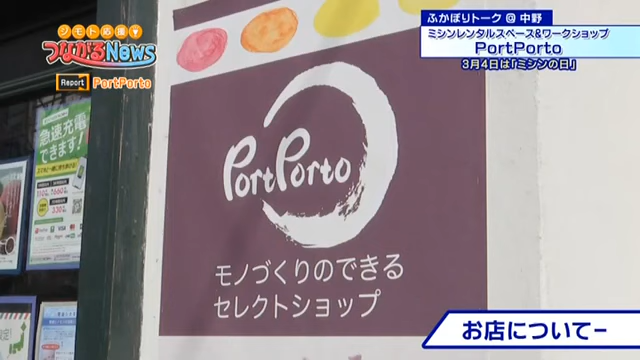 ジモト応援
つながるNEWS
Report PortPorto
ふかぼりトーク @ 中野
ミシンレンタルスペース&ワークショップ
PortPorto
3月4日は「ミシンの日」
急速充電
できます!
PortPorto
モノづくりのできる
セレクトショップ
お店についてー